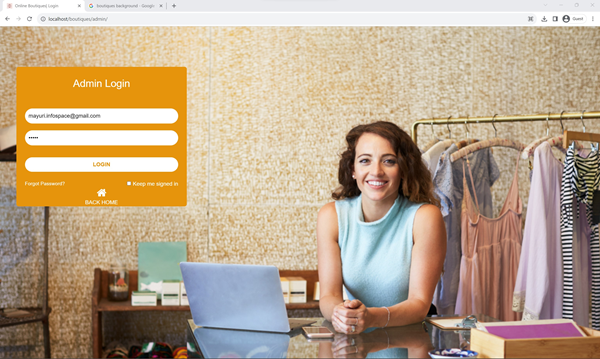 Online Boutiques Login
boutiques background - Google
localhost/boutiques/admin/
Guest
Admin Login
mayuri.infospace@gmail.com
•••••
LOGIN
Forgot Password?
Keep me signed in
BACK HOME